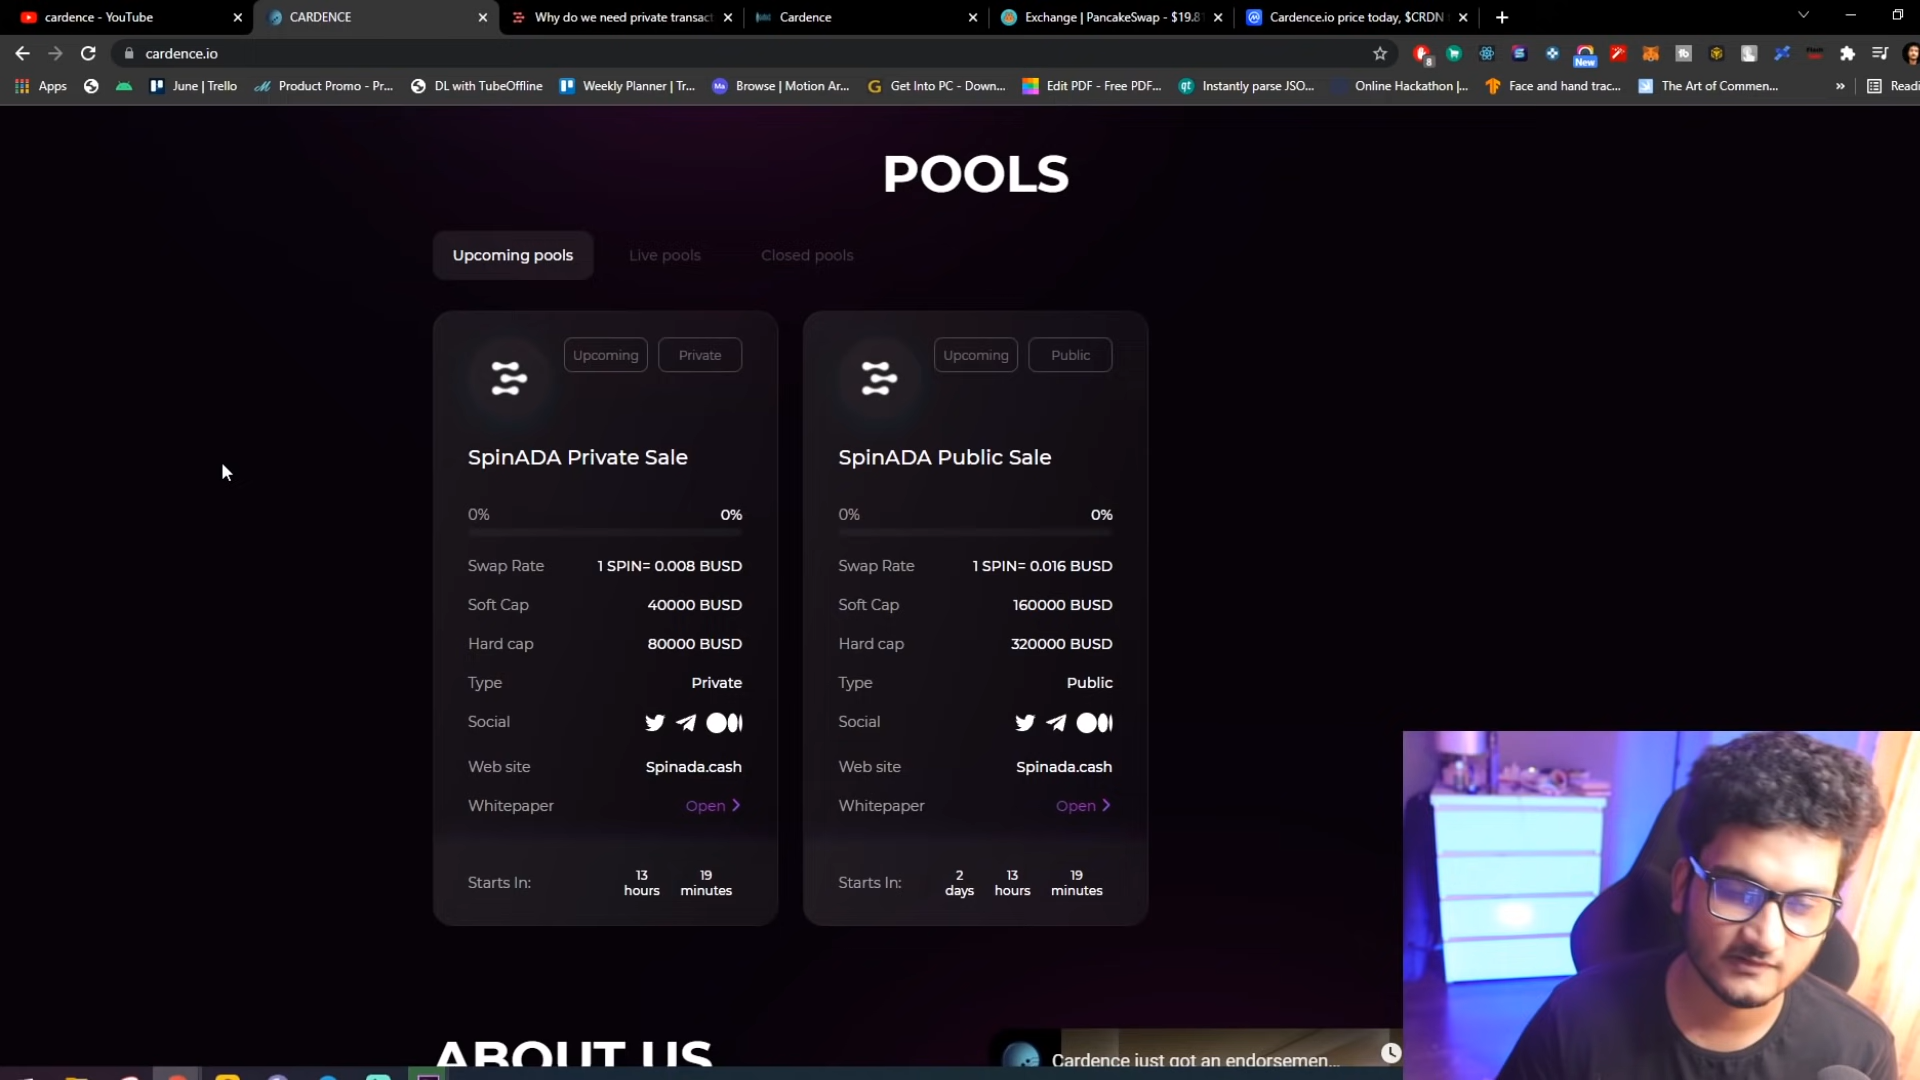 cardence - YouTube
CARDENCE
Why do we need private transact
Cardence
Exchange | PancakeSwap - $19.8
Cardence.io price today, $CRDN
cardence.io
8
New
Apps
June | Trello
Product Promo - Pr...
DL with TubeOffline
Weekly Planner | Tr...
Ma
Browse | Motion Ar...
Get Into PC - Down...
Edit PDF - Free PDF...
qt
Instantly parse JSO...
Online Hackathon |...
Face and hand trac...
The Art of Commen...
»
Readi
POOLS
Upcoming pools
Live pools
Closed pools
Upcoming
Private
SpinADA Private Sale
0%
0%
Swap Rate
1 SPIN= 0.008 BUSD
Soft Cap
40000 BUSD
Hard cap
80000 BUSD
Type
Private
Social
Web site
Spinada.cash
Whitepaper
Open
Starts In:
13
hours
19
minutes
Upcoming
Public
SpinADA Public Sale
0%
0%
Swap Rate
1 SPIN= 0.016 BUSD
Soft Cap
160000 BUSD
Hard cap
320000 BUSD
Type
Public
Social
Web site
Spinada.cash
Whitepaper
Open
Starts In:
2
days
13
hours
19
minutes
ABOUT US
Cardence just got an endorsemen...